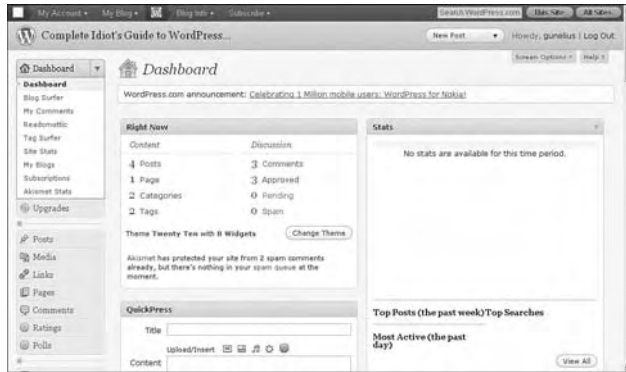 My Account My Blog Blog Info Subscribe Search WordPress.com This Site All Sites
Complete Idiot's Guide to WordPress... New Post Howdy, gunelius | Log Out
Screen Options Help
Dashboard
Dashboard
WordPress.com announcement: Celebrating 1 Million mobile users: WordPress for Nokia!
Dashboard
Blog Surfer
My Comments
Readomattic
Tag Surfer
Site Stats
My Blogs
Subscriptions
Akismet Stats
Upgrades
Posts
Media
Links
Pages
Comments
Ratings
Polls
Right Now
Content Discussion
4 Posts 3 Comments
1 Page 3 Approved
2 Categories 0 Pending
2 Tags 0 Spam
Theme Twenty Ten with 8 Widgets Change Theme
Akismet has protected your site from 2 spam comments
already, but there's nothing in your spam queue at the
moment.
QuickPress
Title
Upload/Insert
Content
Stats
No stats are available for this time period.
Top Posts (the past week)Top Searches
Most Active (the past
day)
View All